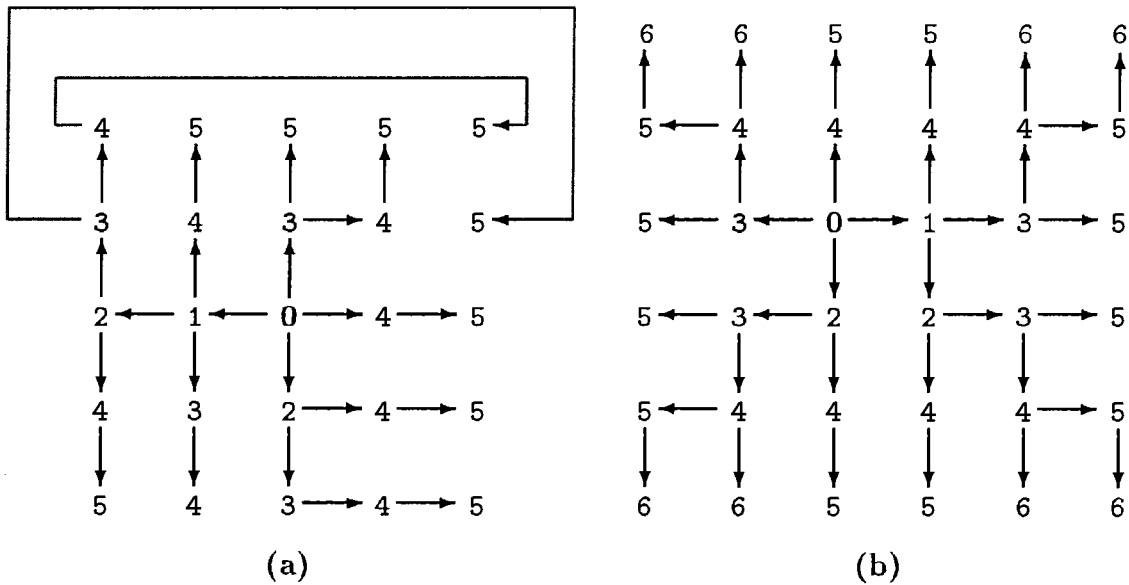 6 6 5 5 6 6
4 5 5 5 5 5 4 4 4 4 5
3 4 3 4 5 5 3 0 1 3 5
2 1 0 4 5 5 3 2 2 3 5
4 3 2 4 5 5 4 4 4 4 5
5 4 3 4 5 6 6 5 5 6 6
(a) (b)